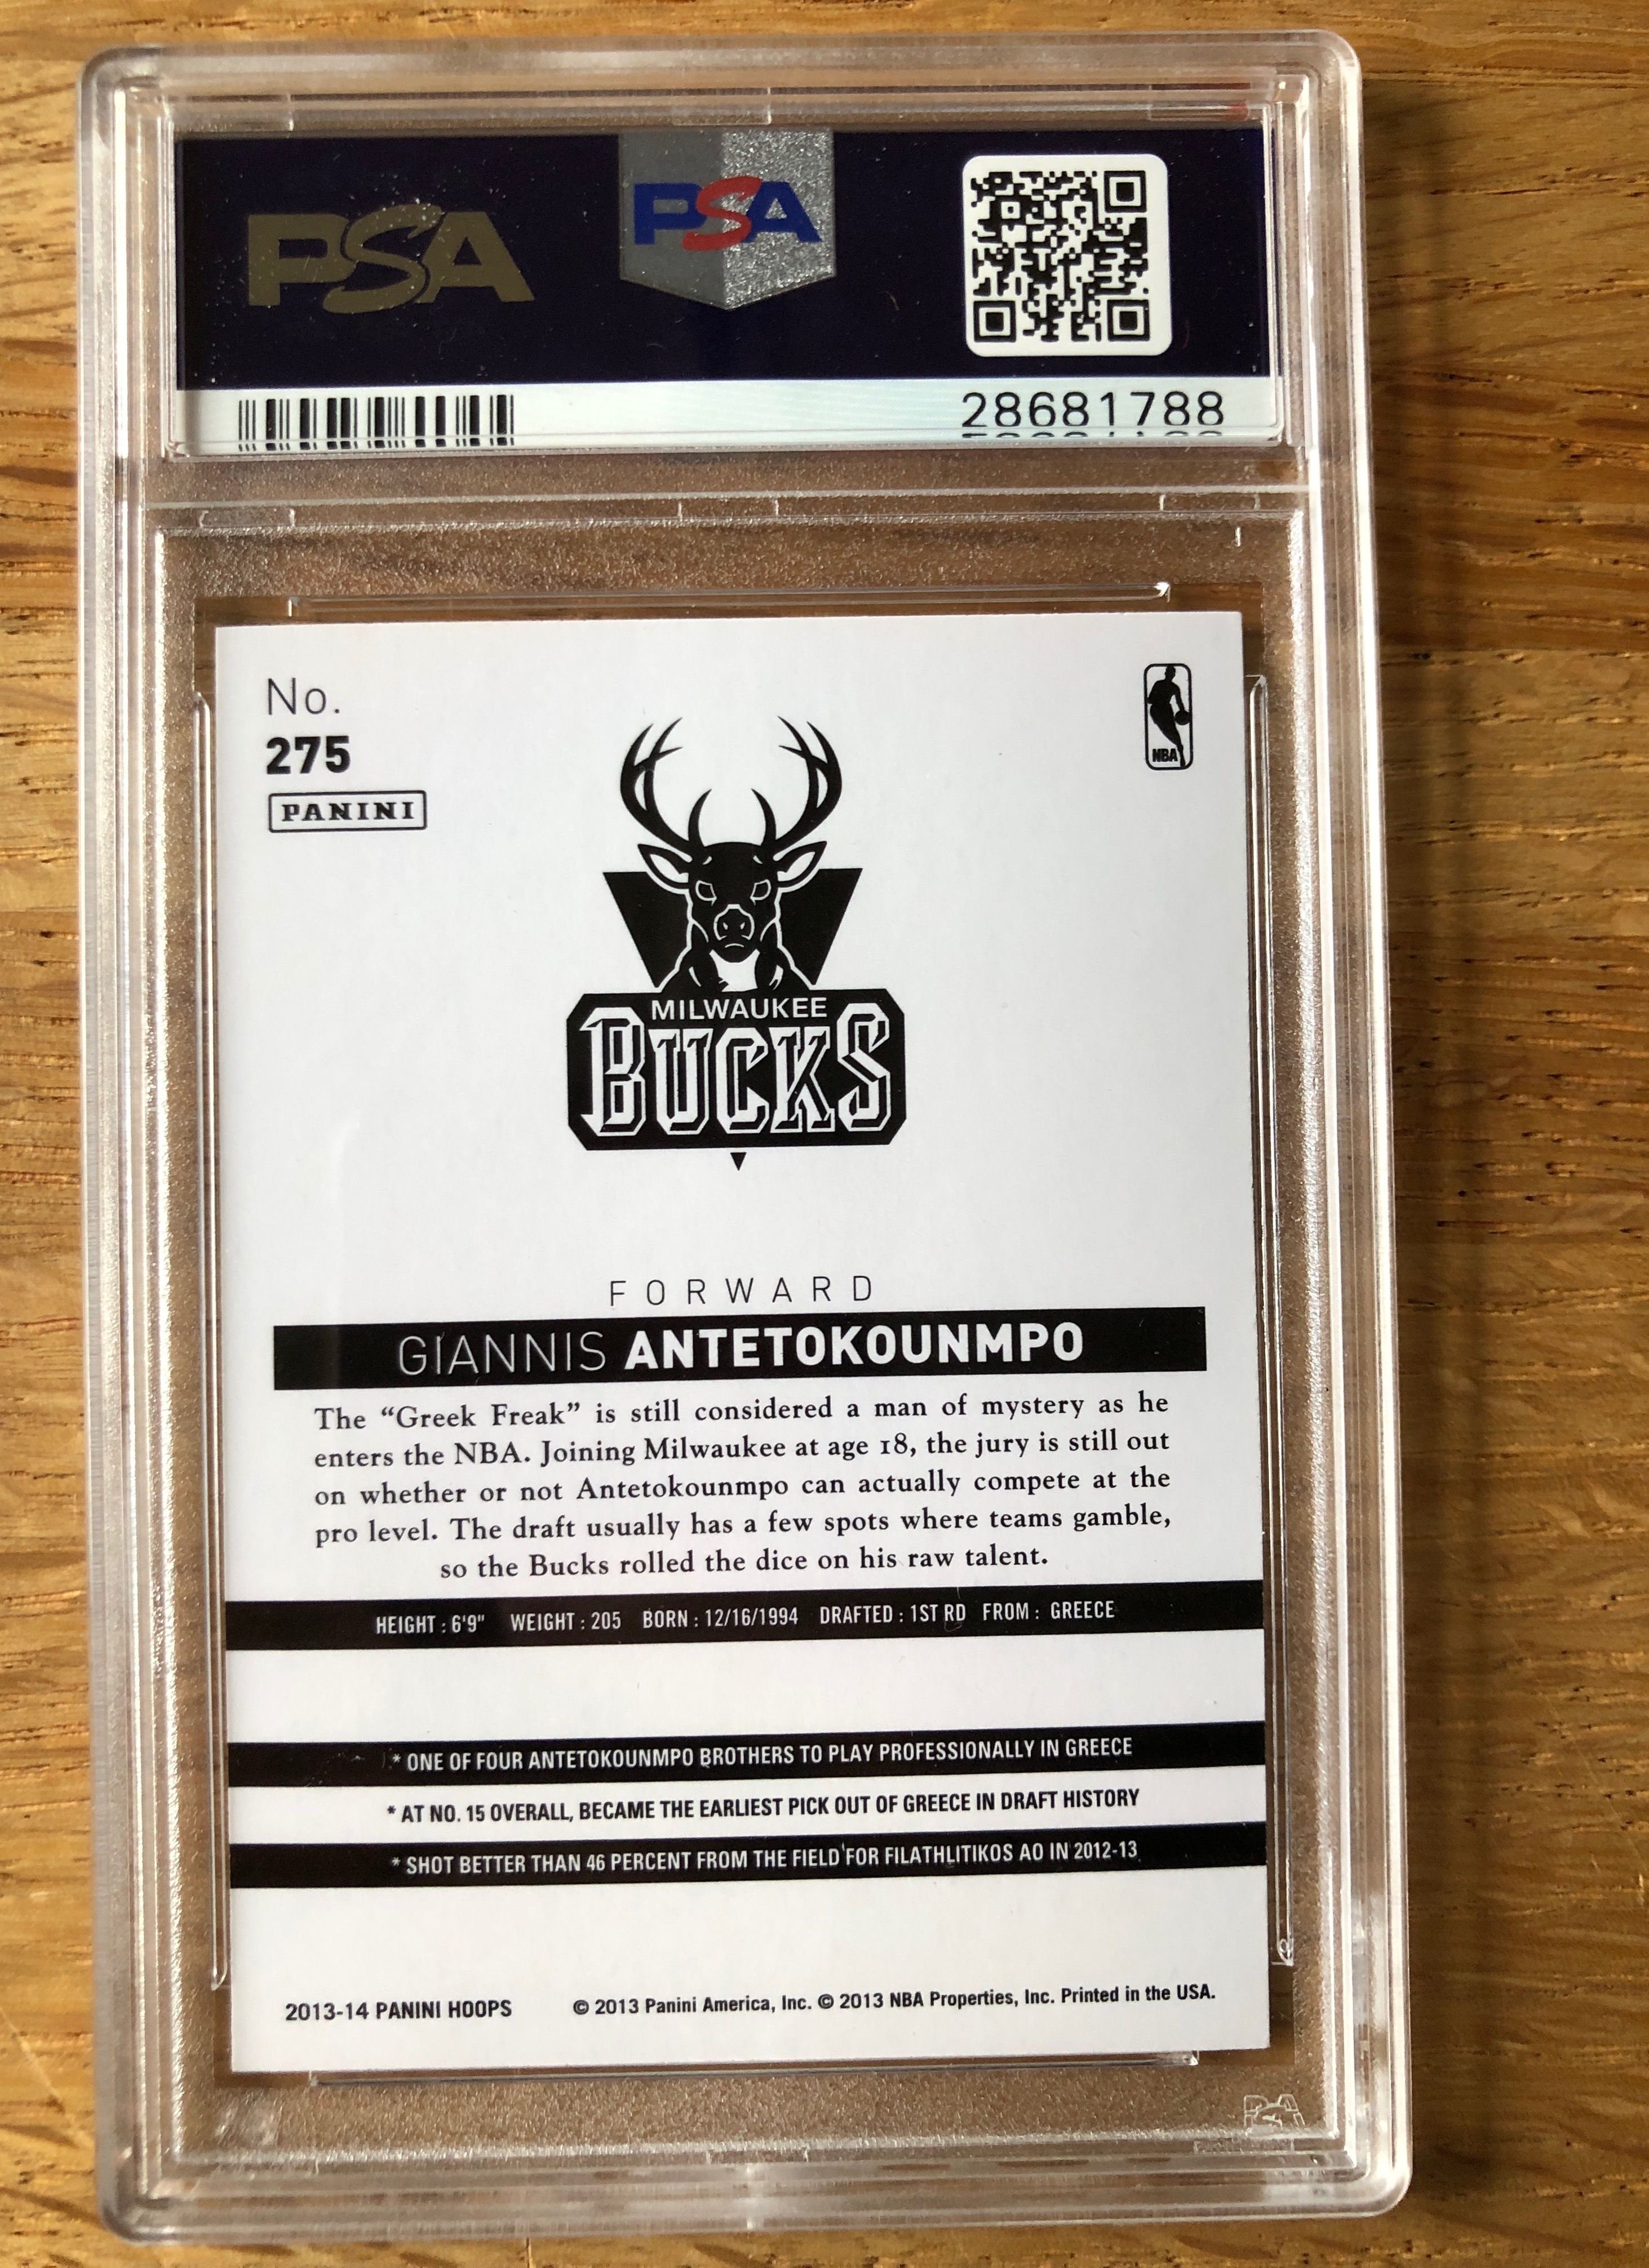 PSA
PSA
28681788
No.
275
PANINI
NBA
MILWAUKEE
BUCKS
FORWARD
GIANNIS ANTETOKOUNMPO
The “Greek Freak” is still considered a man of mystery as he
enters the NBA. Joining Milwaukee at age 18, the jury is still out
on whether or not Antetokounmpo can actually compete at the
pro level. The draft usually has a few spots where teams gamble,
so the Bucks rolled the dice on his raw talent.
HEIGHT : 6'9" WEIGHT : 205 BORN : 12/16/1994 DRAFTED : 1ST RD FROM : GREECE
* ONE OF FOUR ANTETOKOUNMPO BROTHERS TO PLAY PROFESSIONALLY IN GREECE
* AT NO. 15 OVERALL, BECAME THE EARLIEST PICK OUT OF GREECE IN DRAFT HISTORY
* SHOT BETTER THAN 46 PERCENT FROM THE FIELD FOR FILATHLITIKOS AO IN 2012-13
2013-14 PANINI HOOPS © 2013 Panini America, Inc. © 2013 NBA Properties, Inc. Printed in the USA.
PSA